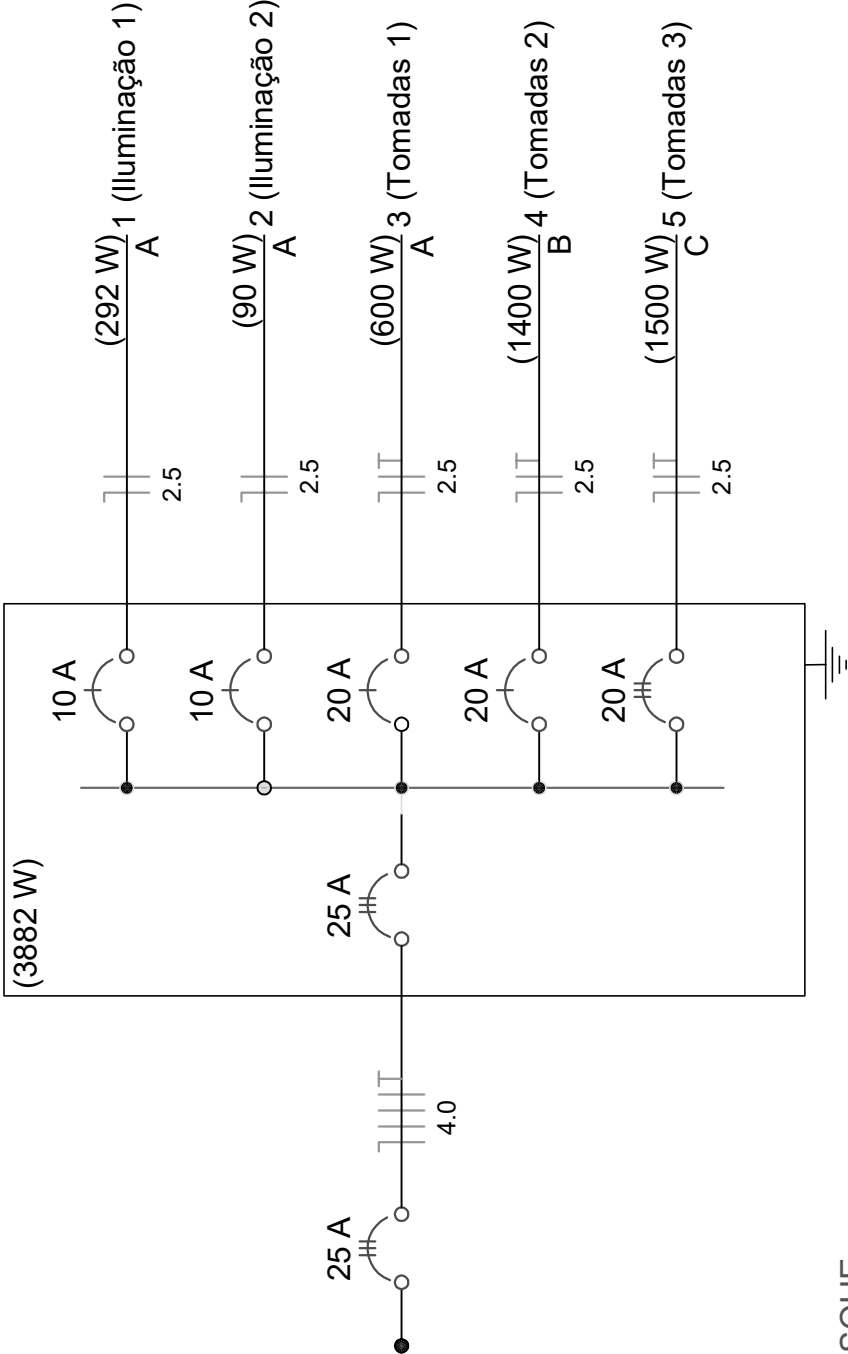 (3882 W)
25 A
4.0
25 A
10 A
2.5
(292 W)
1 (Iluminação 1)
A
10 A
2.5
(90 W)
2 (Iluminação 2)
A
20 A
2.5
(600 W)
3 (Tomadas 1)
A
20 A
2.5
(1400 W)
4 (Tomadas 2)
B
20 A
2.5
(1500 W)
5 (Tomadas 3)
C